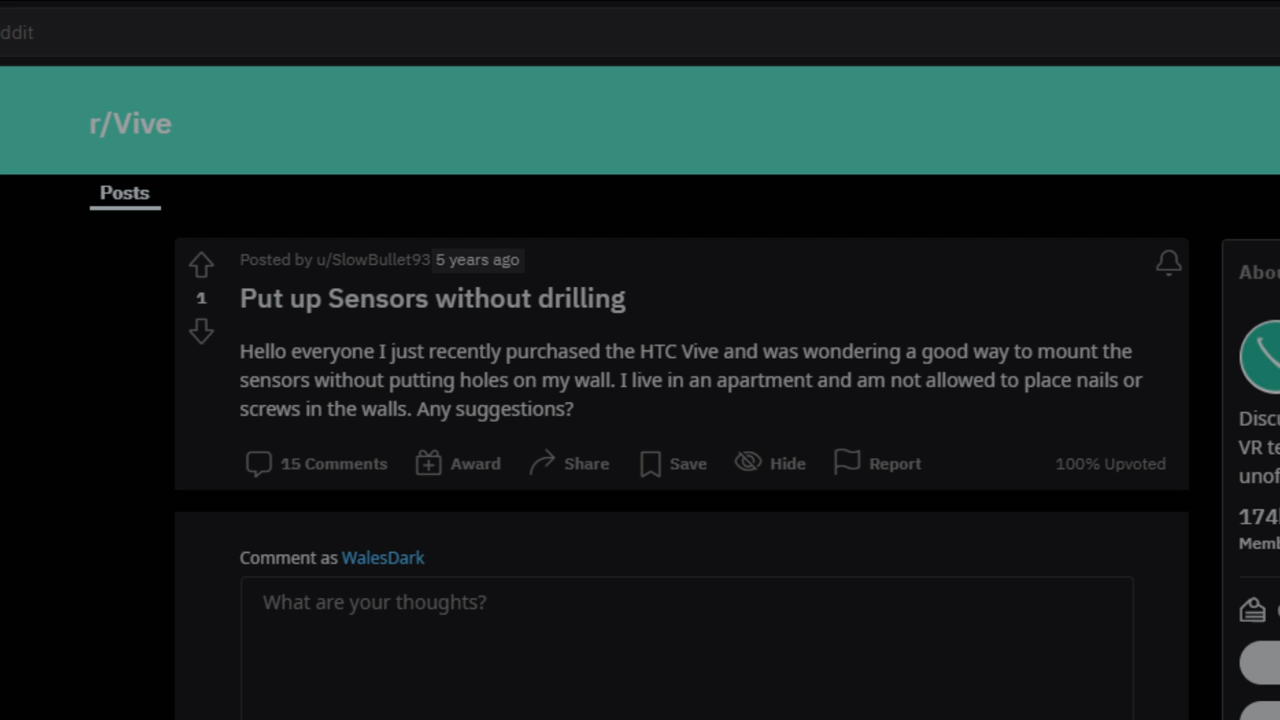 ddit
r/Vive
Posts
Posted by u/SlowBullet93 5 years ago
1
Put up Sensors without drilling
Hello everyone I just recently purchased the HTC Vive and was wondering a good way to mount the
sensors without putting holes on my wall. I live in an apartment and am not allowed to place nails or
screws in the walls. Any suggestions?
15 Comments Award Share Save Hide Report 100% Upvoted
Comment as WalesDark
What are your thoughts?
Abou
Discu
VR te
unof
174
Memb